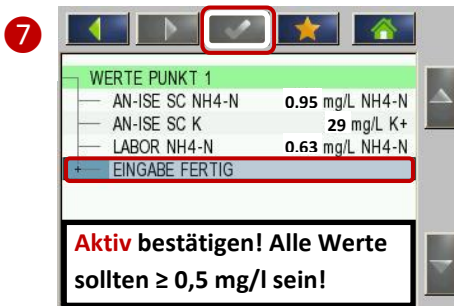 7
WERTE PUNKT 1
AN-ISE SC NH4-N 0.95 mg/L NH4-N
AN-ISE SC K 29 mg/L K+
LABOR NH4-N 0.63 mg/L NH4-N
+ EINGABE FERTIG
Aktiv bestätigen! Alle Werte
sollten ≥ 0,5 mg/l sein!